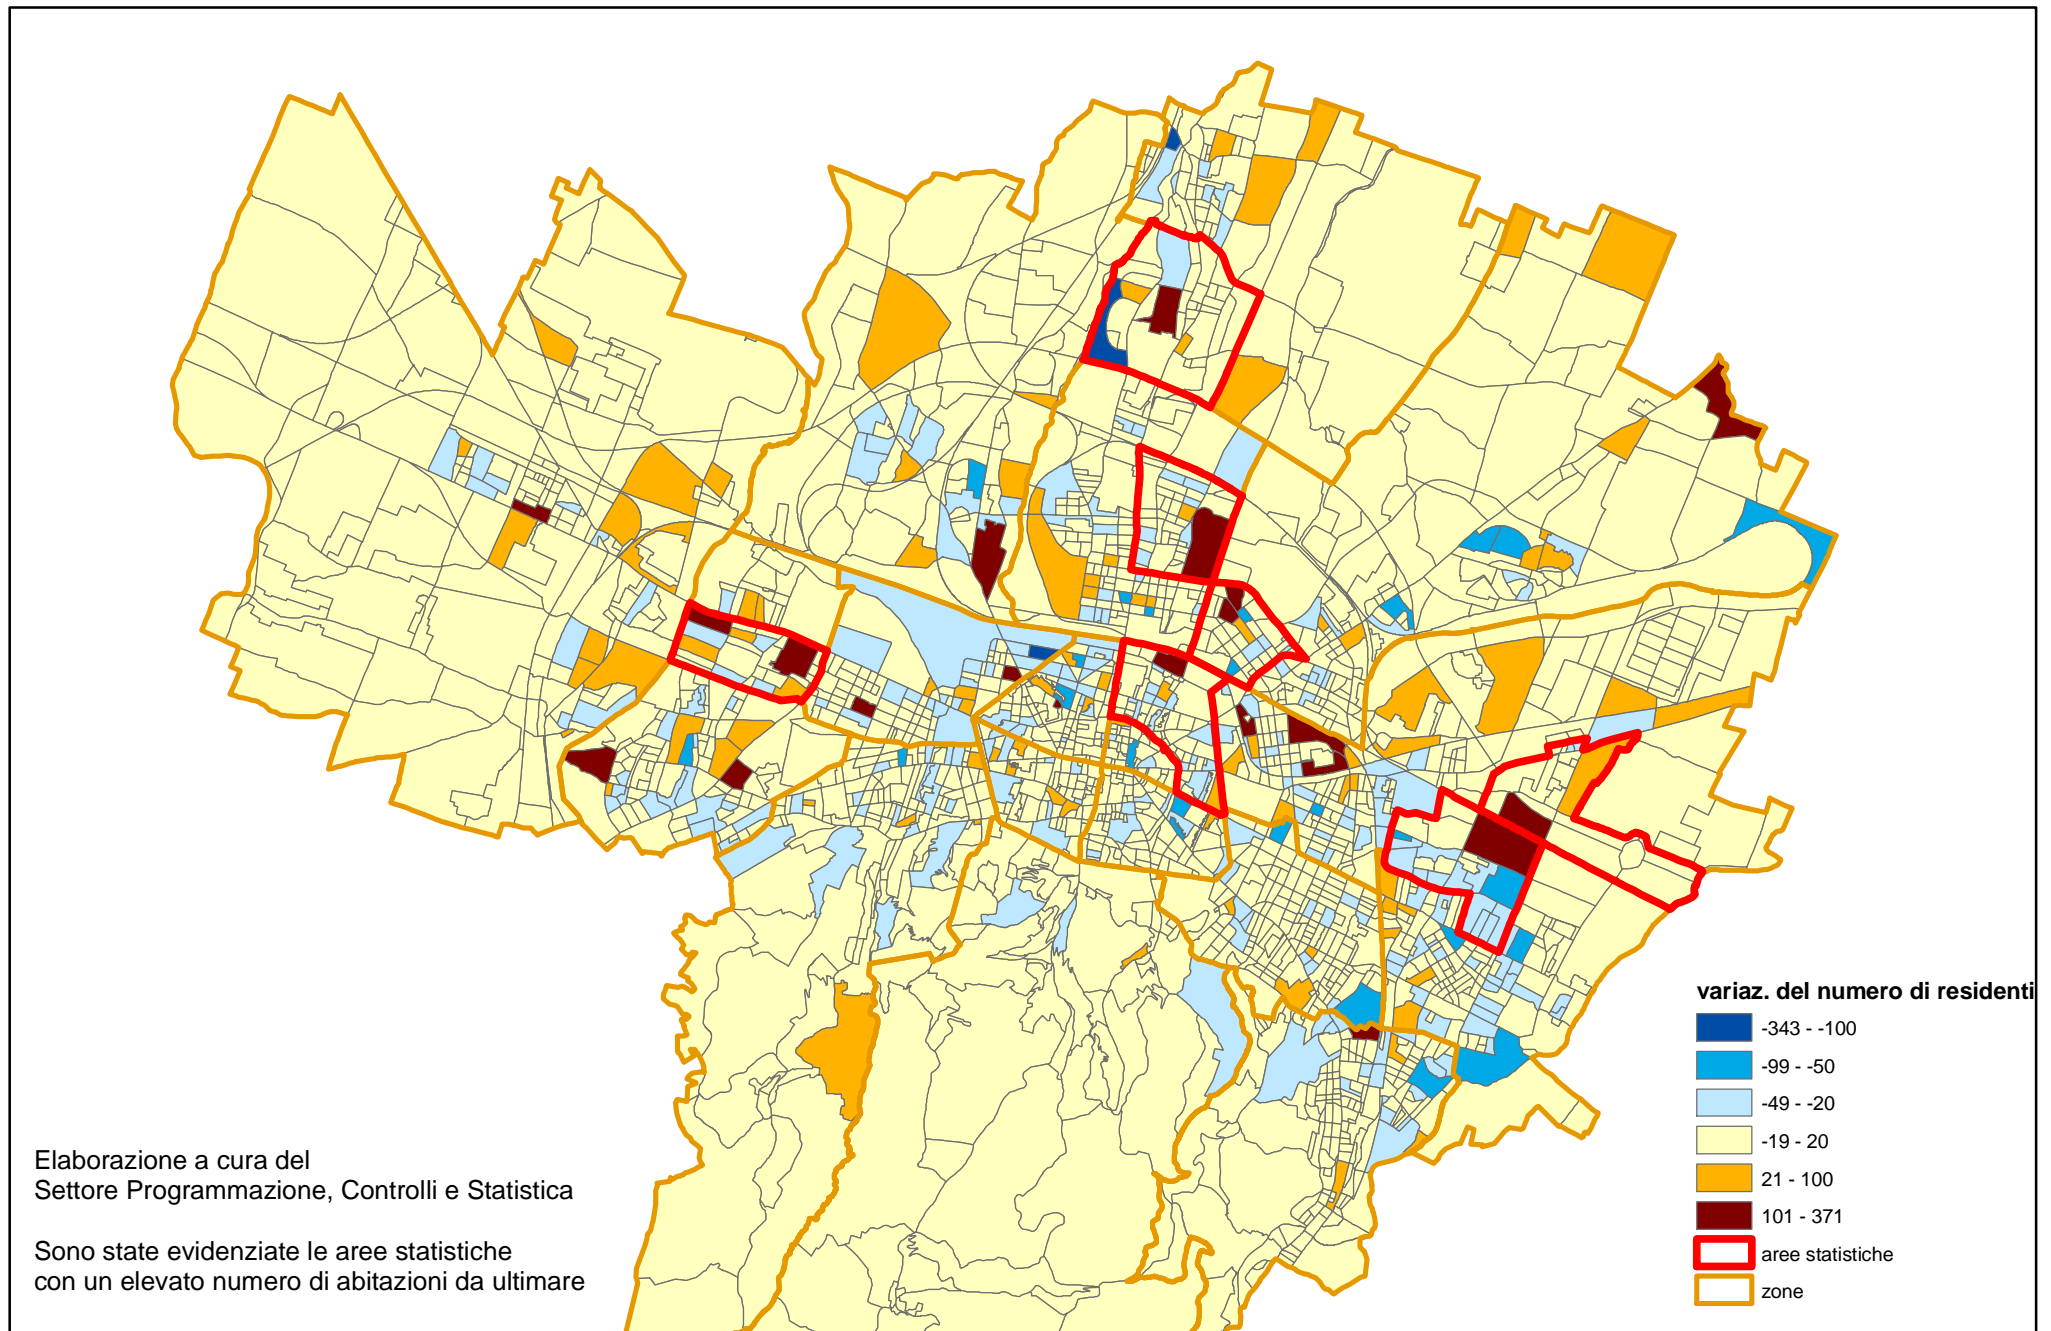 variaz. del numero di residenti
-343 - -100
-99 - -50
-49 - -20
-19 - 20
21 - 100
101 - 371
aree statistiche
zone
Elaborazione a cura del
Settore Programmazione, Controlli e Statistica
Sono state evidenziate le aree statistiche
con un elevato numero di abitazioni da ultimare